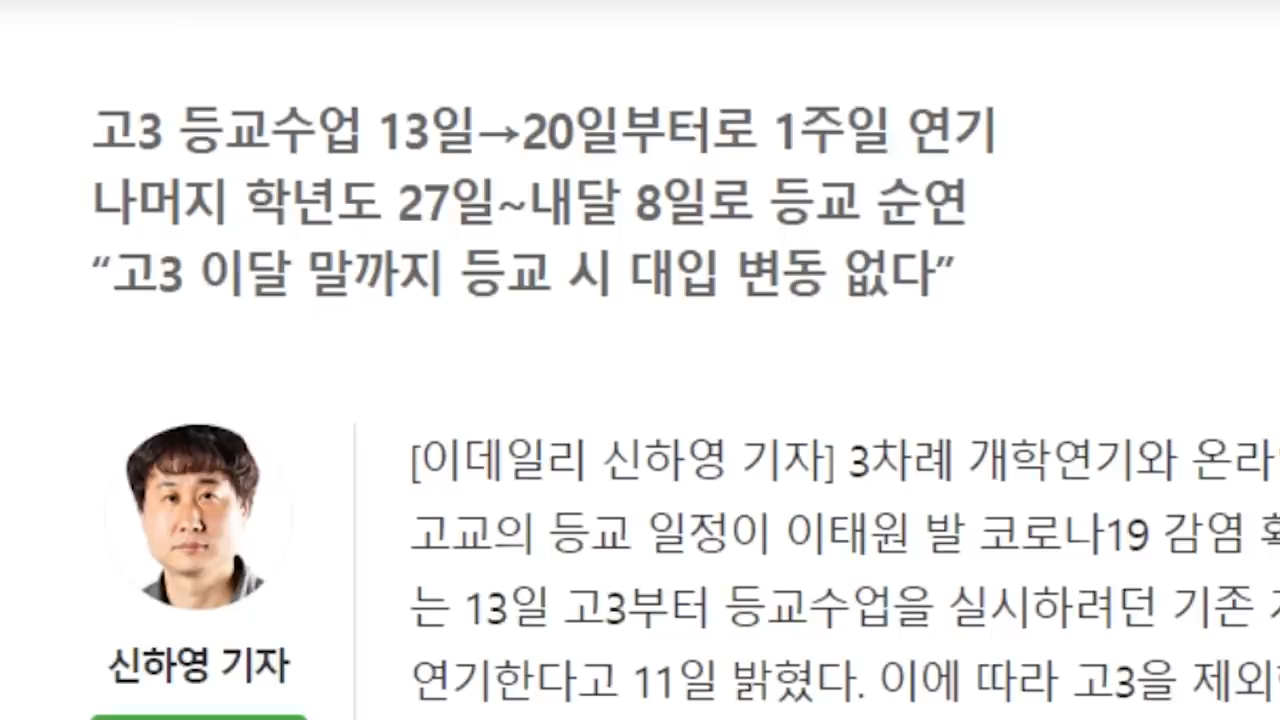 고3 등교수업 13일→20일부터로 1주일 연기
나머지 학년도 27일~내달 8일로 등교 순연
“고3 이달 말까지 등교 시 대입 변동 없다”
신하영 기자
[이데일리 신하영 기자] 3차례 개학연기와 온라
고교의 등교 일정이 이태원 발 코로나19 감염
는 13일 고3부터 등교수업을 실시하려던 기존
연기한다고 11일 밝혔다. 이에 따라 고3을 제외